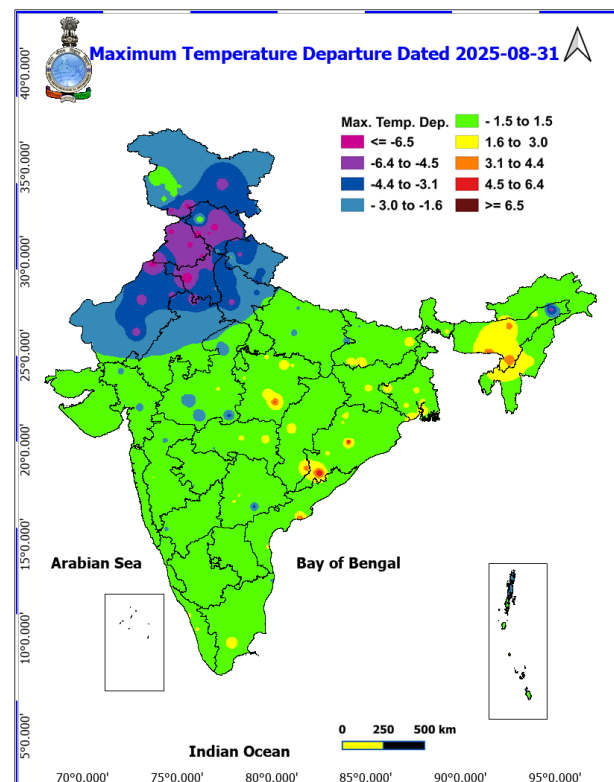 Maximum Temperature Departure Dated 2025-08-31
Max. Temp. Dep.
<= -6.5
-6.4 to -4.5
-4.4 to -3.1
- 3.0 to -1.6
- 1.5 to 1.5
1.6 to 3.0
3.1 to 4.4
4.5 to 6.4
>= 6.5
40°0.000'
35°0.000'
30°0.000'
25°0.000'
20°0.000'
15°0.000'
10°0.000'
5°0.000'
Arabian Sea
Bay of Bengal
Indian Ocean
0 250 500 km
70°0.000' 75°0.000' 80°0.000' 85°0.000' 90°0.000' 95°0.000'